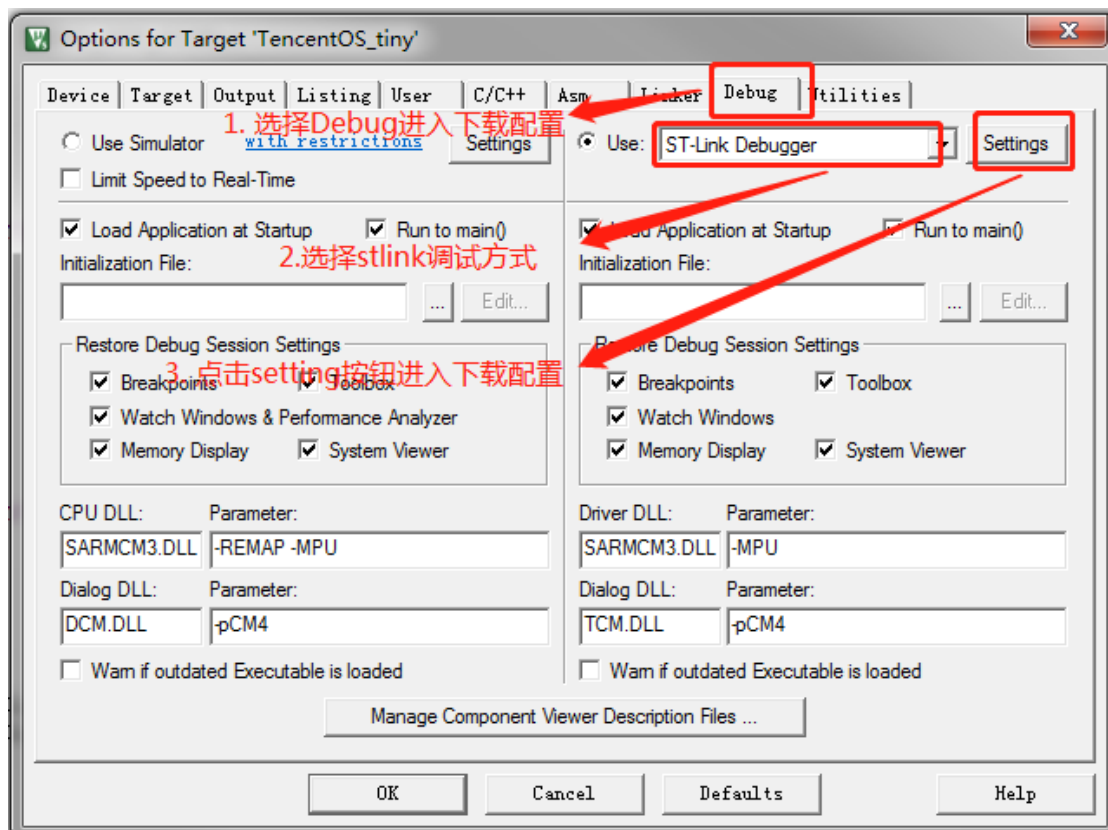 Options for Target 'TencentOS_tiny'
Device Target Output Listing User C/C++ Asm Linker Debug Utilities
1. 选择Debug进入下载配置
Use Simulator with restrictions Settings Use: ST-Link Debugger Settings
Limit Speed to Real-Time
Load Application at Startup Run to main() Load Application at Startup Run to main()
2.选择stlink调试方式
Initialization File: Initialization File:
... Edit... ... Edit...
Restore Debug Session Settings Restore Debug Session Settings
3. 点击setting按钮进入下载配置
Breakpoints Toolbox Breakpoints Toolbox
Watch Windows & Performance Analyzer Watch Windows
Memory Display System Viewer Memory Display System Viewer
CPU DLL: Parameter: Driver DLL: Parameter:
SARMCM3.DLL -REMAP -MPU SARMCM3.DLL -MPU
Dialog DLL: Parameter: Dialog DLL: Parameter:
DCM.DLL -pCM4 TCM.DLL -pCM4
Warn if outdated Executable is loaded Warn if outdated Executable is loaded
Manage Component Viewer Description Files ...
OK Cancel Defaults Help